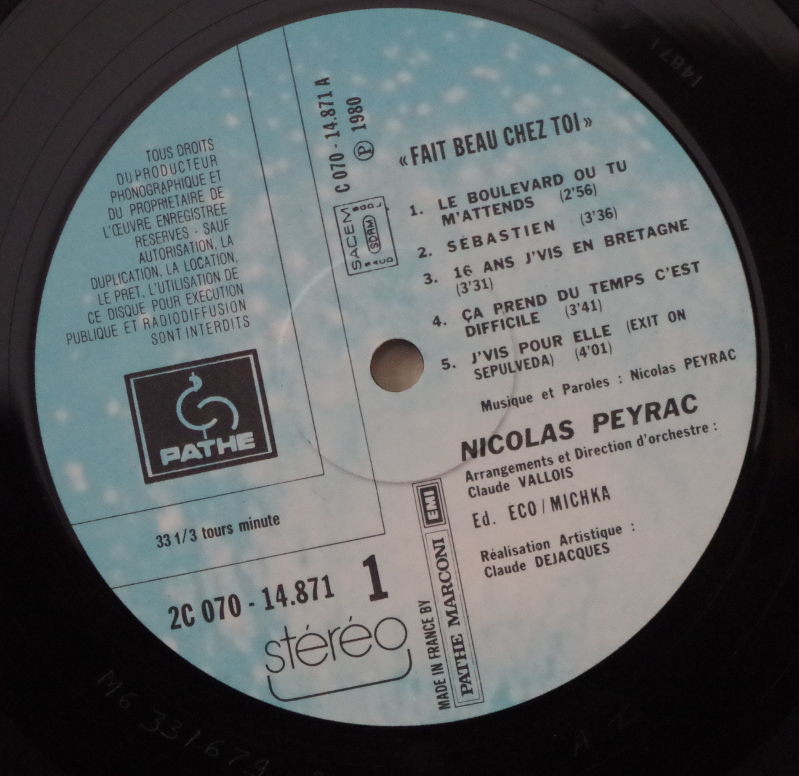 TOUS DROITS
DU PRODUCTEUR
PHONOGRAPHIQUE ET
DU PROPRIETAIRE DE
L'ŒUVRE ENREGISTREE
RESERVES - SAUF
AUTORISATION, LA
DUPLICATION, LA LOCATION,
LE PRET, L'UTILISATION DE
CE DISQUE POUR EXECUTION
PUBLIQUE ET RADIODIFFUSION
SONT INTERDITS
PATHE
33 1/3 tours minute
2C 070 - 14.871 1
stéréo
C 070 - 14.871 A
Ⓟ 1980
SACEM
SDRM
« FAIT BEAU CHEZ TOI »
1. LE BOULEVARD OU TU
M'ATTENDS (2'56)
2. SEBASTIEN (3'36)
3. 16 ANS J'VIS EN BRETAGNE
(3'31)
4. ÇA PREND DU TEMPS C'EST
DIFFICILE (3'41)
5. J'VIS POUR ELLE (EXIT ON
SEPULVEDA) (4'01)
Musique et Paroles : Nicolas PEYRAC
NICOLAS PEYRAC
Arrangements et Direction d'orchestre :
Claude VALLOIS
Ed. ECO / MICHKA
Réalisation Artistique :
Claude DEJACQUES
MADE IN FRANCE BY
PATHE MARCONI EMI
14871
M6 331679